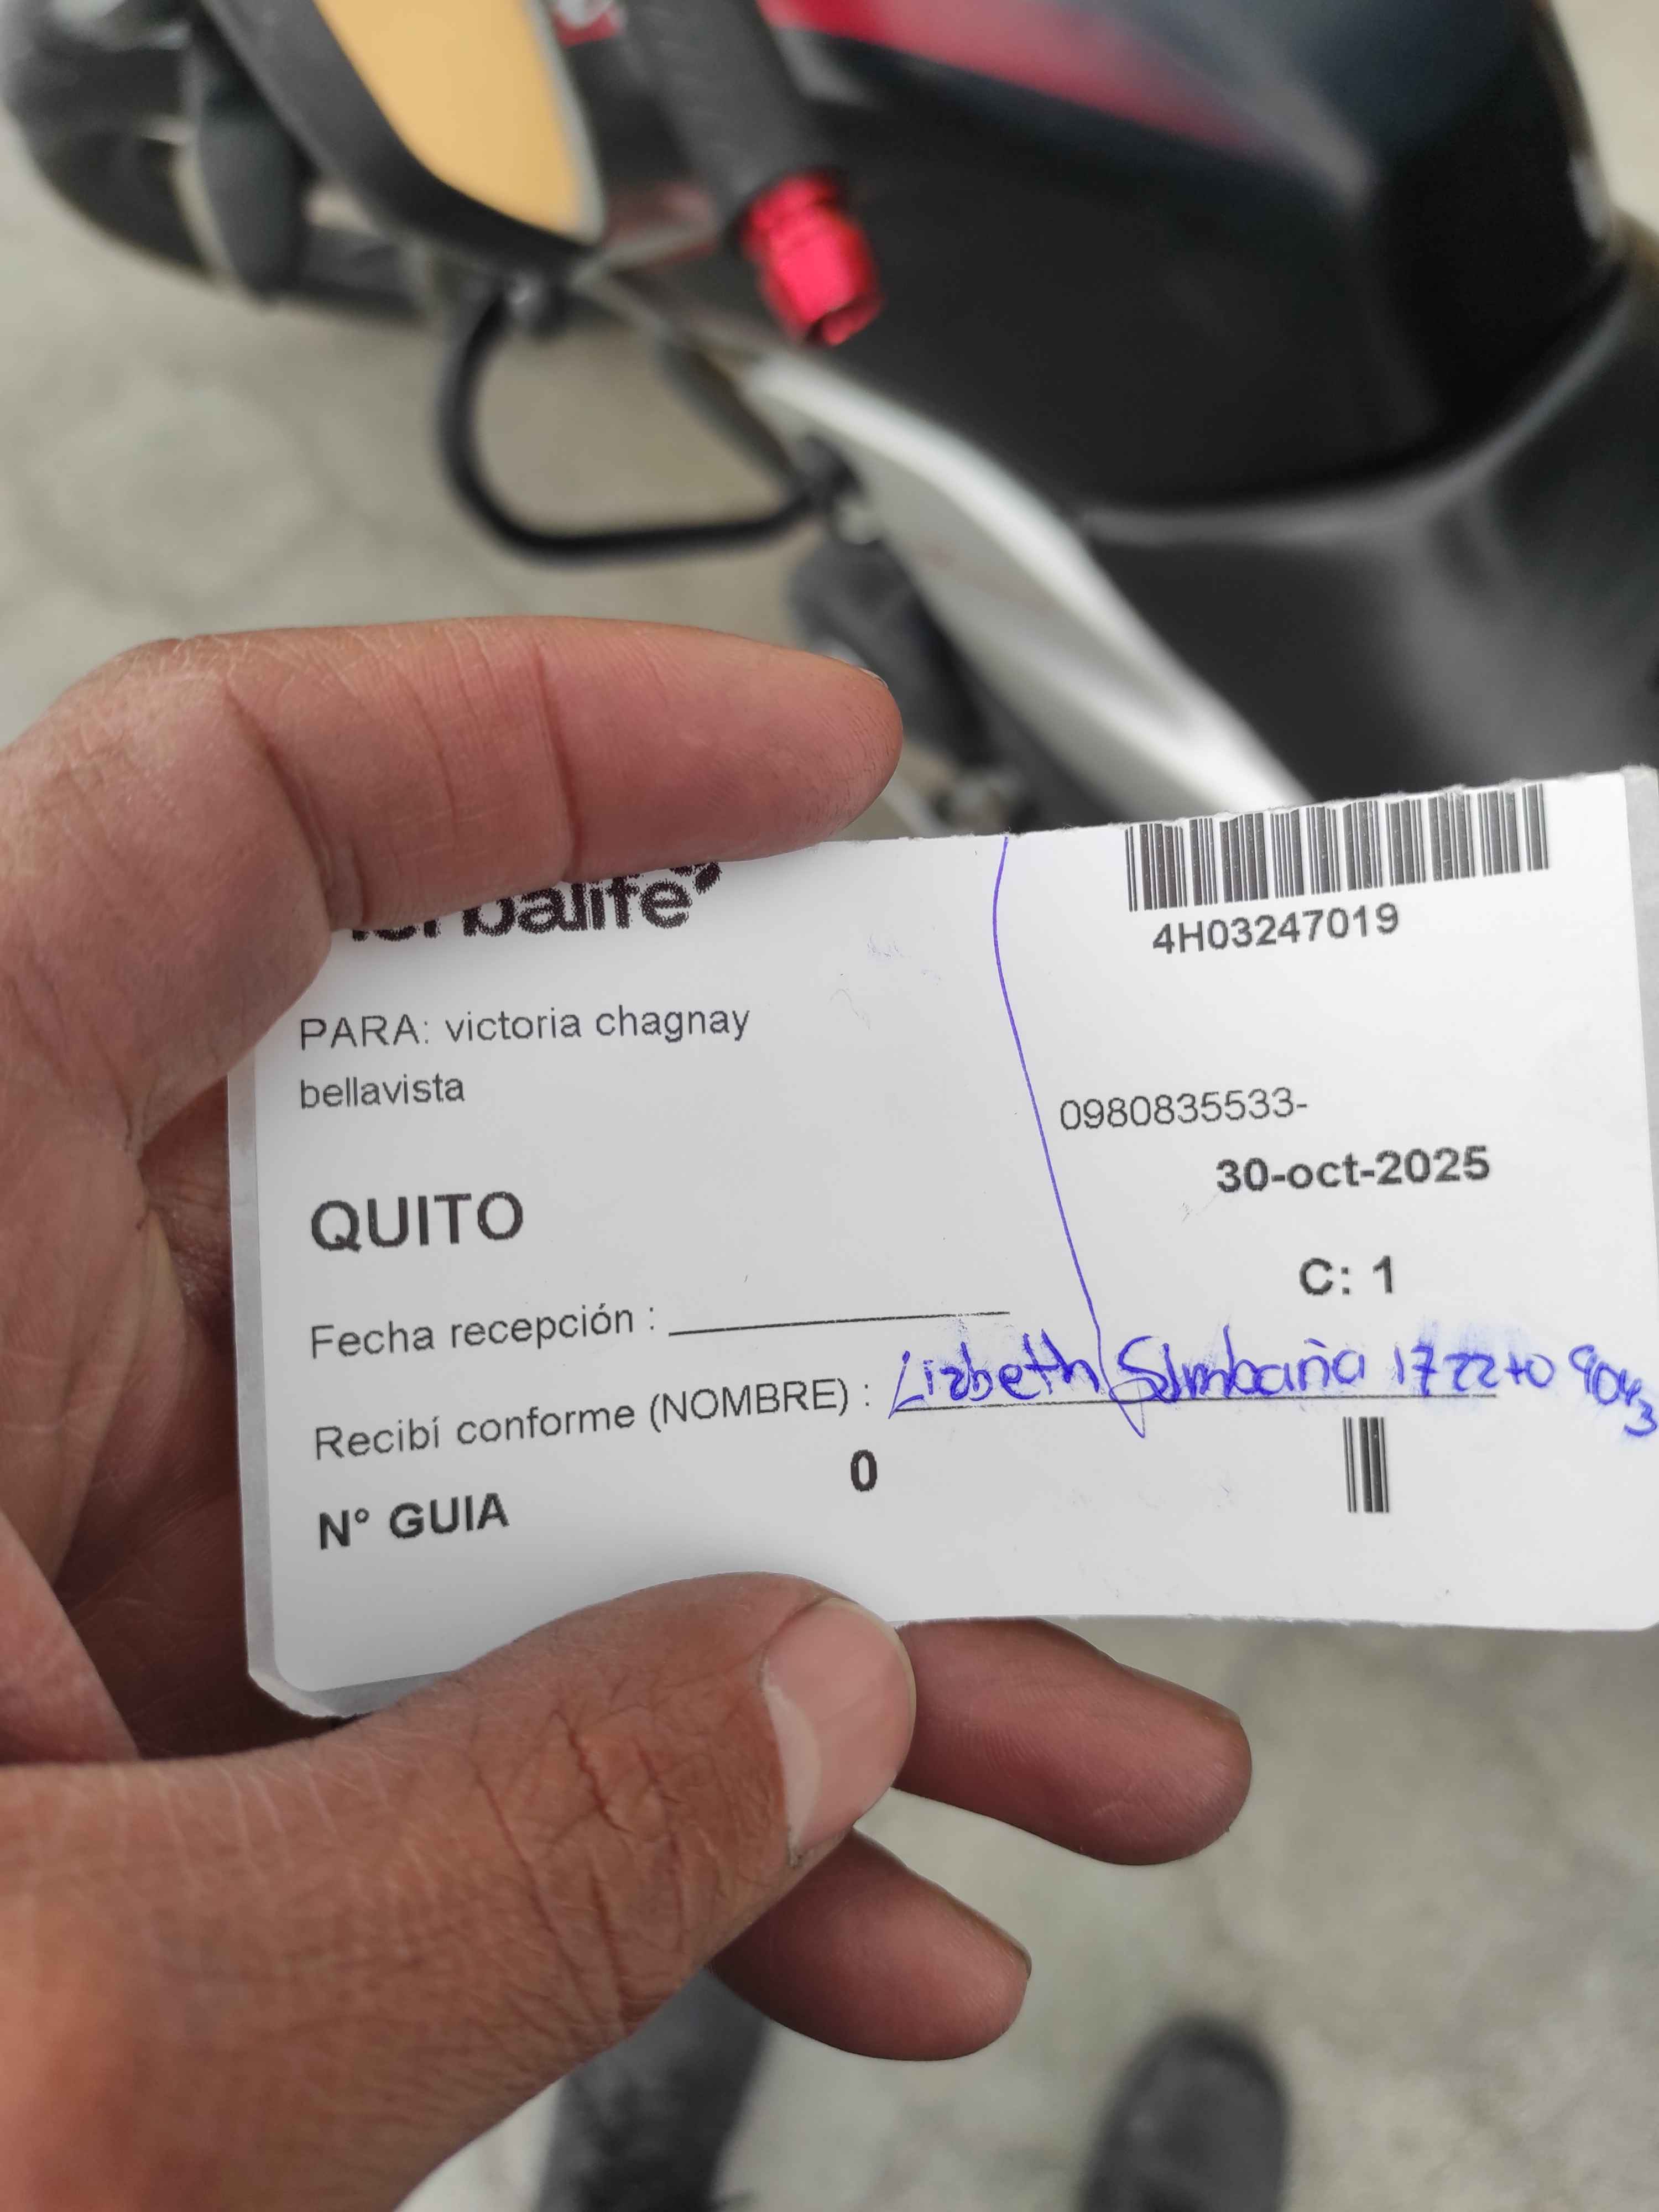 herbalife
4H03247019
PARA: victoria chagnay
bellavista
0980835533-
30-oct-2025
QUITO
C: 1
Fecha recepción :
Recibí conforme (NOMBRE) : Lizbeth Simbaña
N° GUIA 0